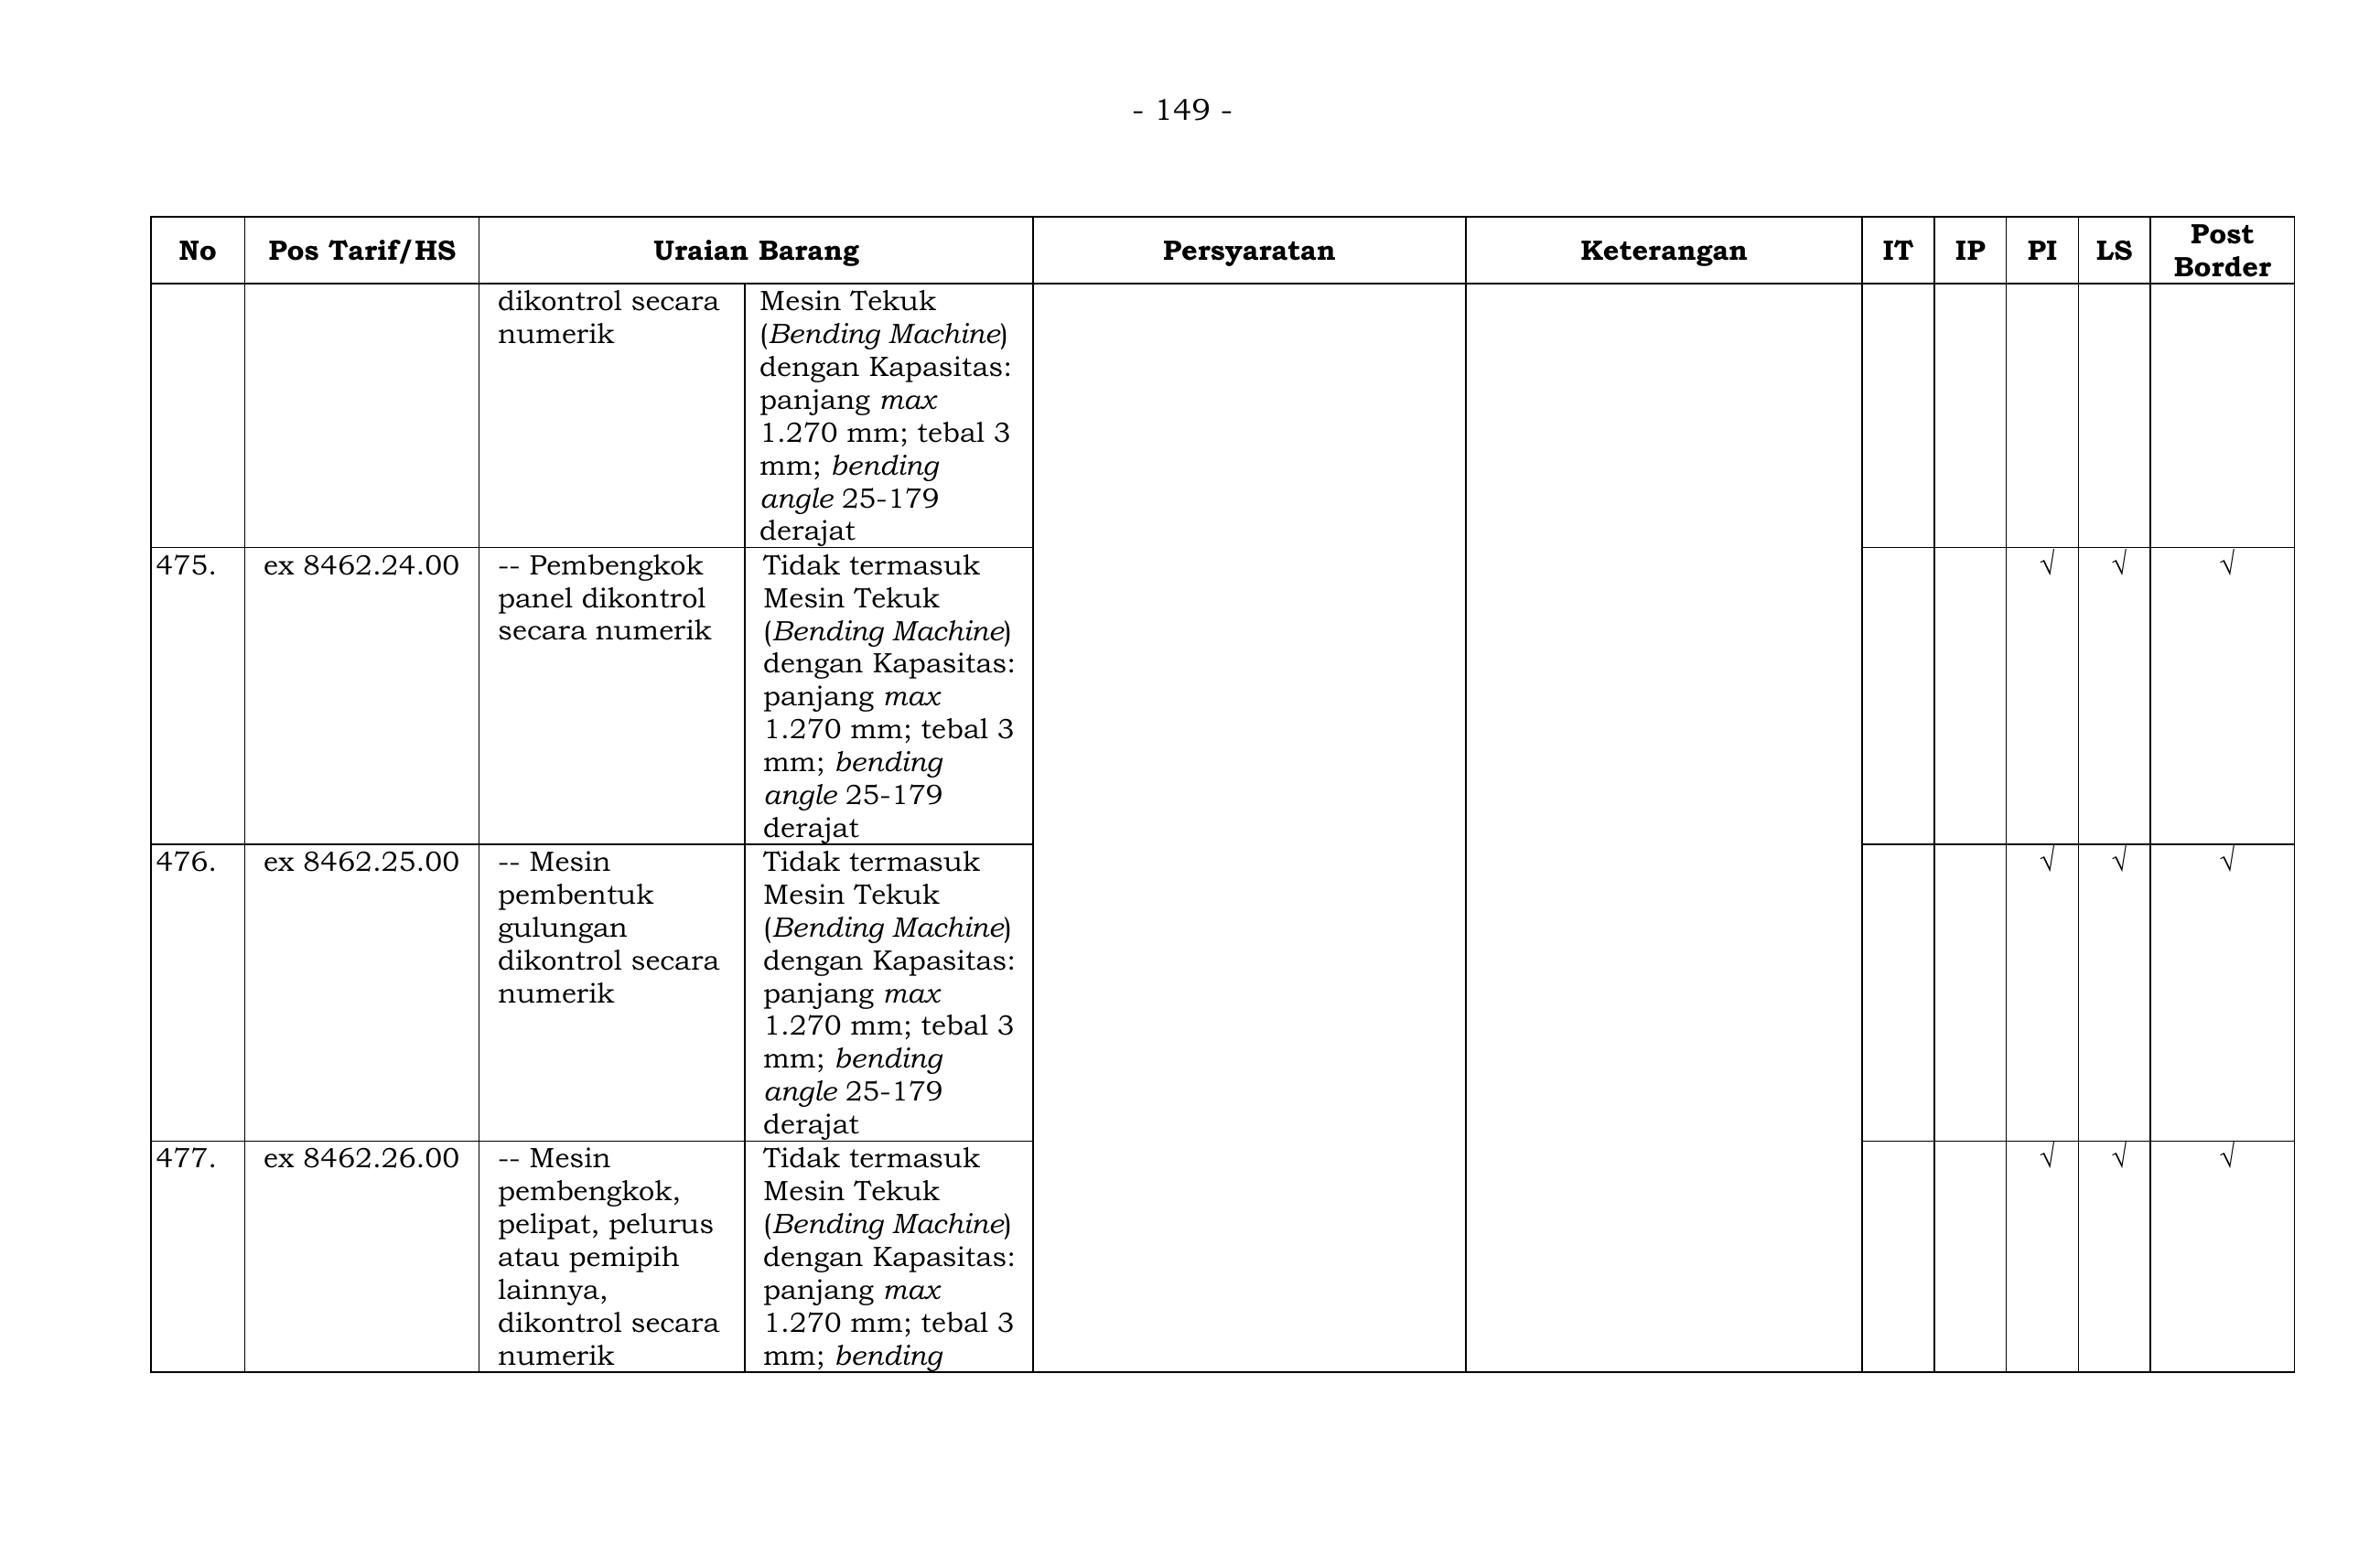 - 149 -
No Pos Tarif/HS Uraian Barang Persyaratan Keterangan IT IP PI LS Post Border
dikontrol secara
numerik
Mesin Tekuk
(Bending Machine)
dengan Kapasitas:
panjang max
1.270 mm; tebal 3
mm; bending
angle 25-179
derajat
475. ex 8462.24.00
-- Pembengkok
panel dikontrol
secara numerik
Tidak termasuk
Mesin Tekuk
(Bending Machine)
dengan Kapasitas:
panjang max
1.270 mm; tebal 3
mm; bending
angle 25-179
derajat
√ √ √
476. ex 8462.25.00
-- Mesin
pembentuk
gulungan
dikontrol secara
numerik
Tidak termasuk
Mesin Tekuk
(Bending Machine)
dengan Kapasitas:
panjang max
1.270 mm; tebal 3
mm; bending
angle 25-179
derajat
√ √ √
477. ex 8462.26.00
-- Mesin
pembengkok,
pelipat, pelurus
atau pemipih
lainnya,
dikontrol secara
numerik
Tidak termasuk
Mesin Tekuk
(Bending Machine)
dengan Kapasitas:
panjang max
1.270 mm; tebal 3
mm; bending
√ √ √